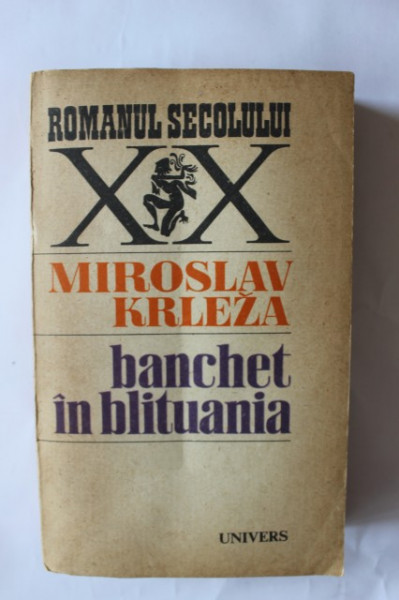 ROMANUL SECOLULUI
XX
MIROSLAV
KRLEŽA
banchet
în blituania
UNIVERS